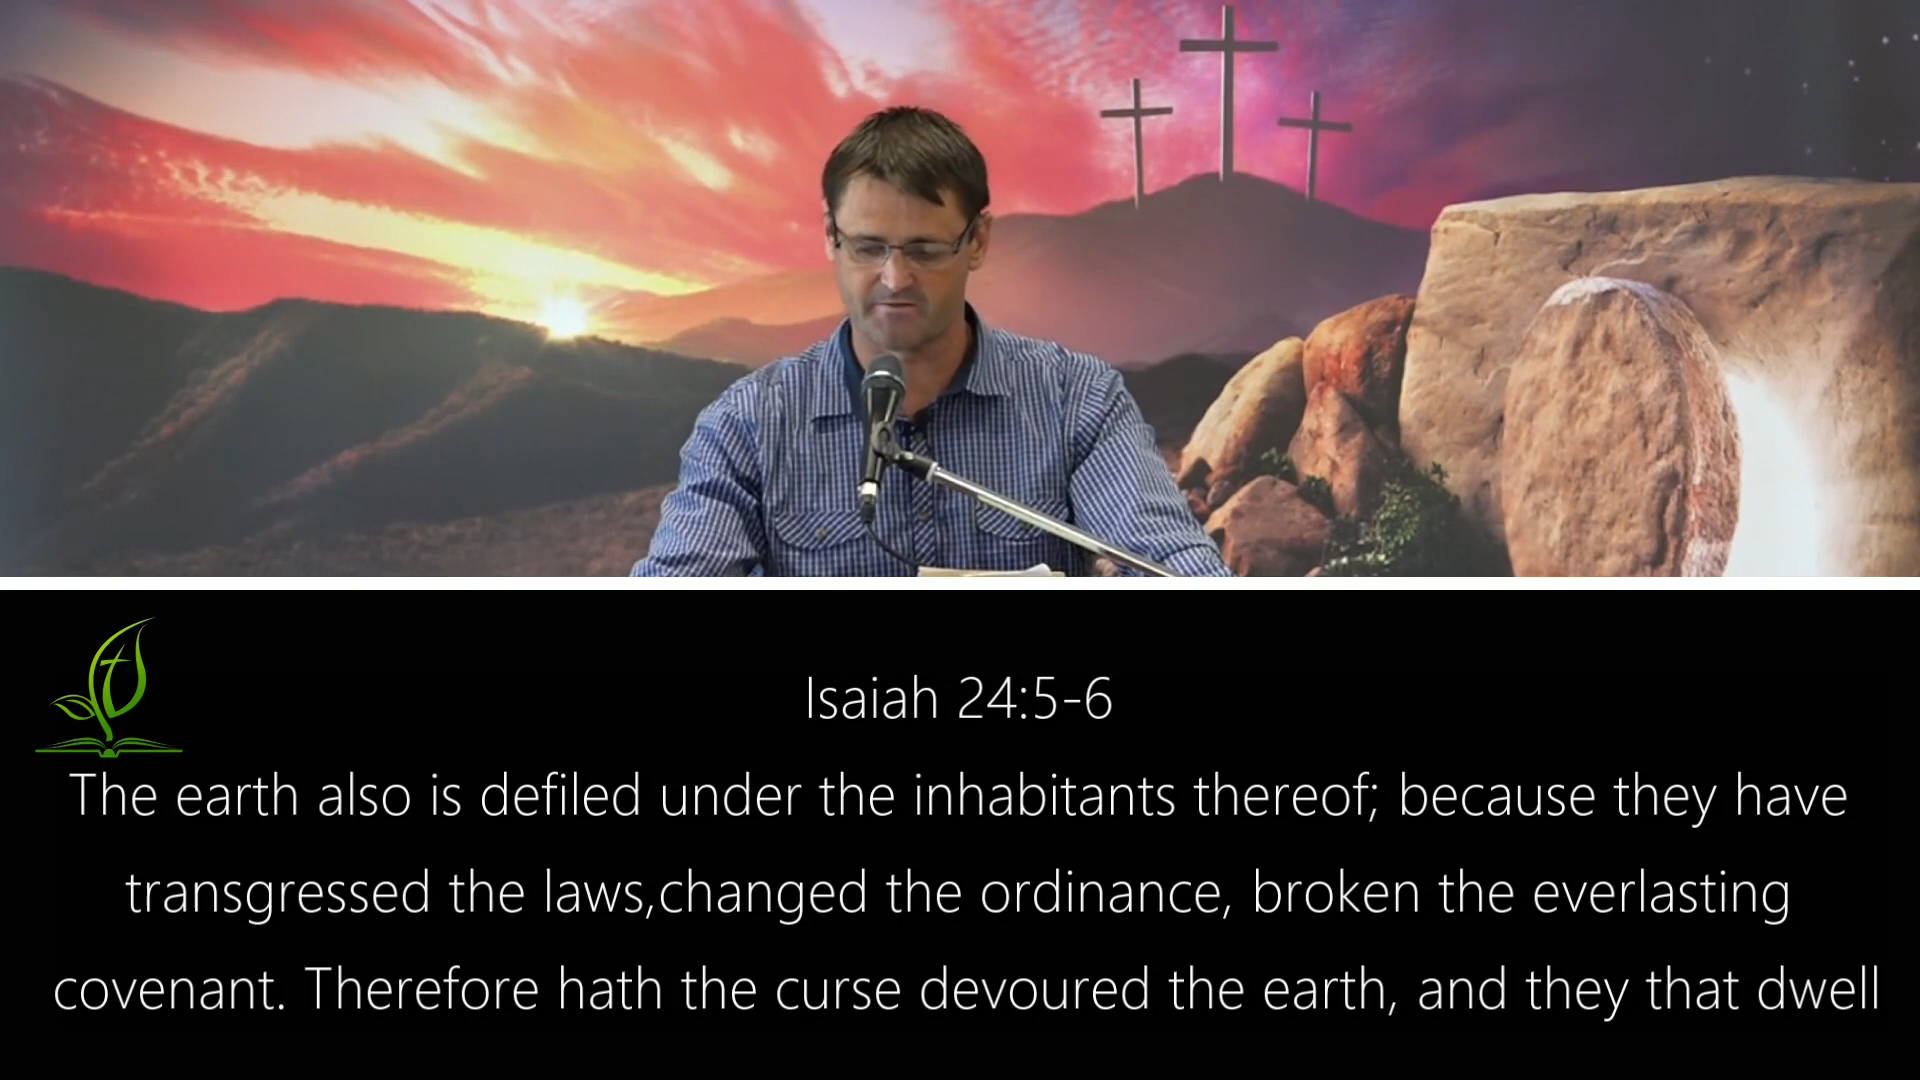 Isaiah 24:5-6
The earth also is defiled under the inhabitants thereof; because they have
transgressed the laws,changed the ordinance, broken the everlasting
covenant. Therefore hath the curse devoured the earth, and they that dwell